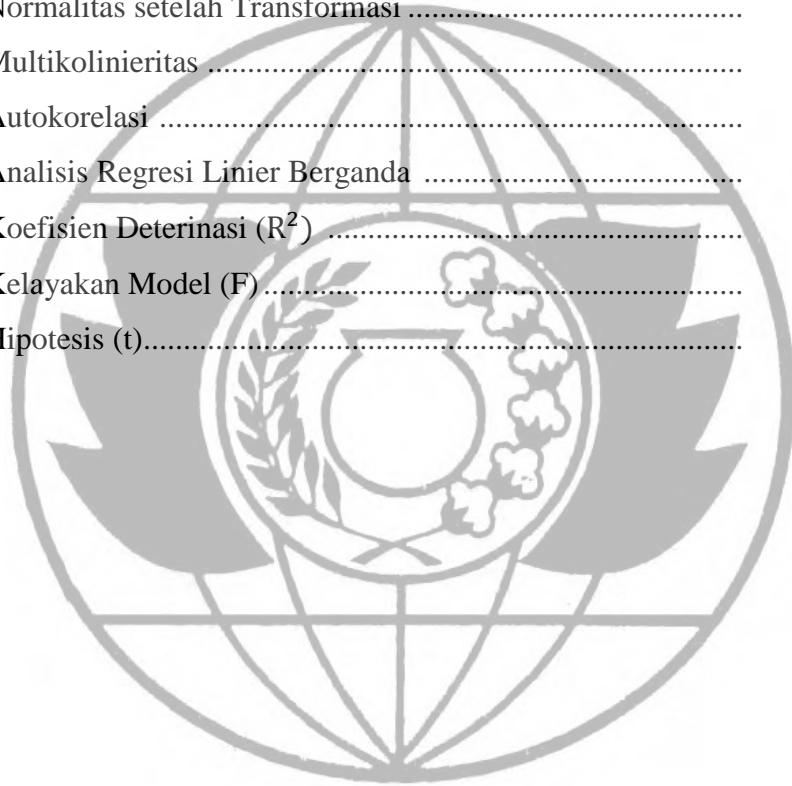 Normalitas setelah Transformasi ..........................................................
Multikolinieritas ..............................................................................................
Autokorelasi ......................................................................................................
Analisis Regresi Linier Berganda .......................................................
Koefisien Deterinasi (R²) ........................................................................
Kelayakan Model (F)....................................................................................
Hipotesis (t).........................................................................................................